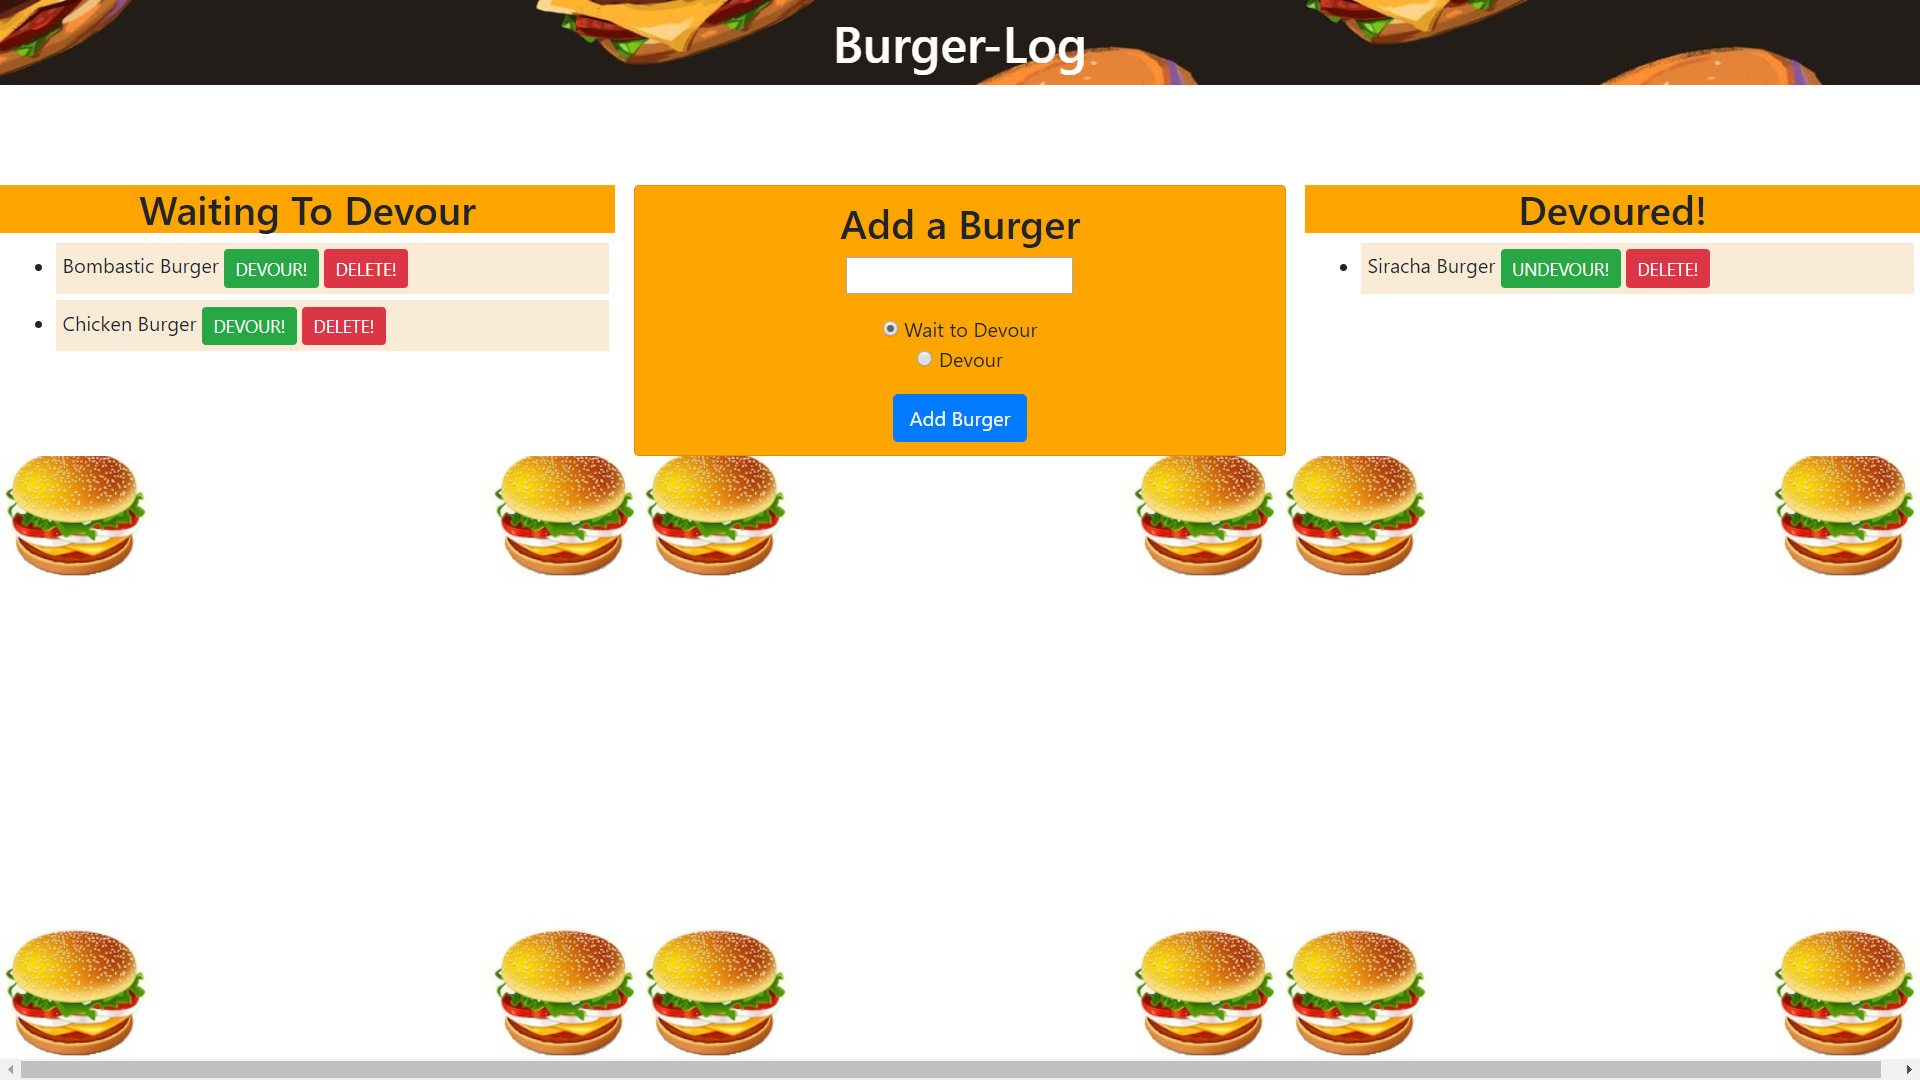 Burger-Log
Waiting To Devour
Bombastic Burger DEVOUR! DELETE!
Chicken Burger DEVOUR! DELETE!
Add a Burger
Wait to Devour
Devour
Add Burger
Devoured!
Siracha Burger UNDEVOUR! DELETE!